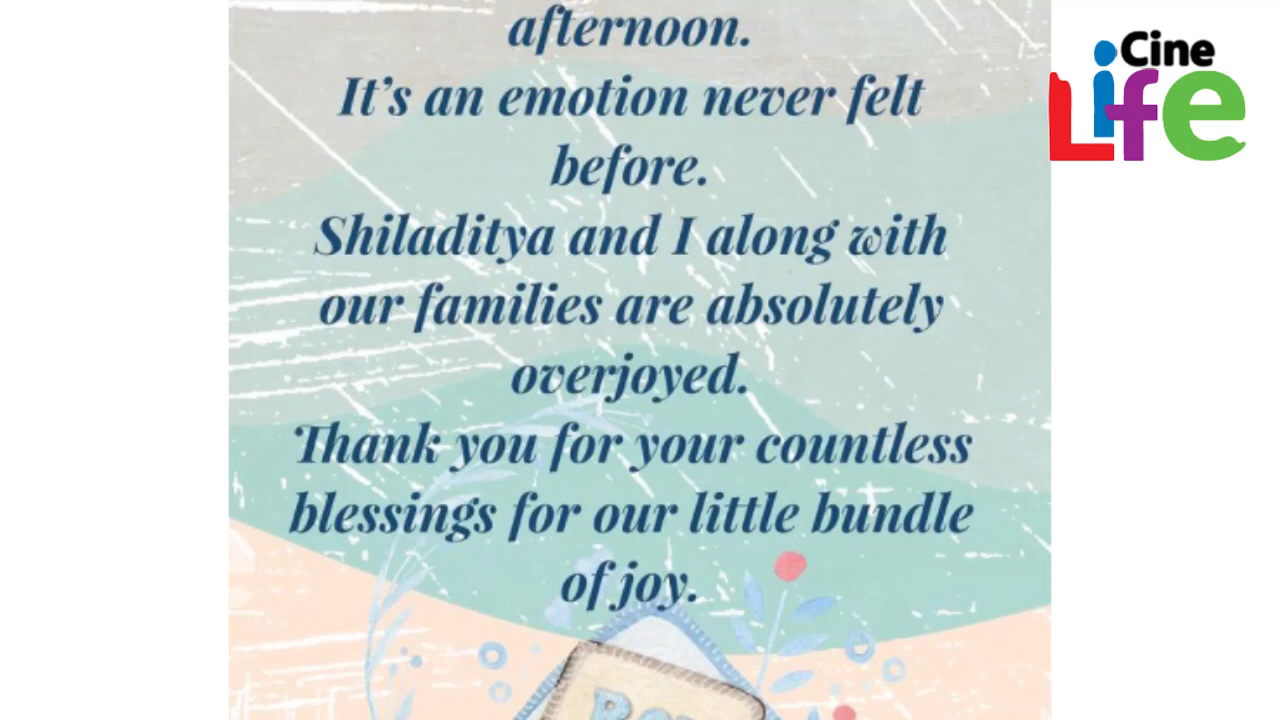 afternoon.
It's an emotion never felt
before.
Shiladitya and I along with
our families are absolutely
overjoyed.
Thank you for your countless
blessings for our little bundle
of joy.
Cine
Life